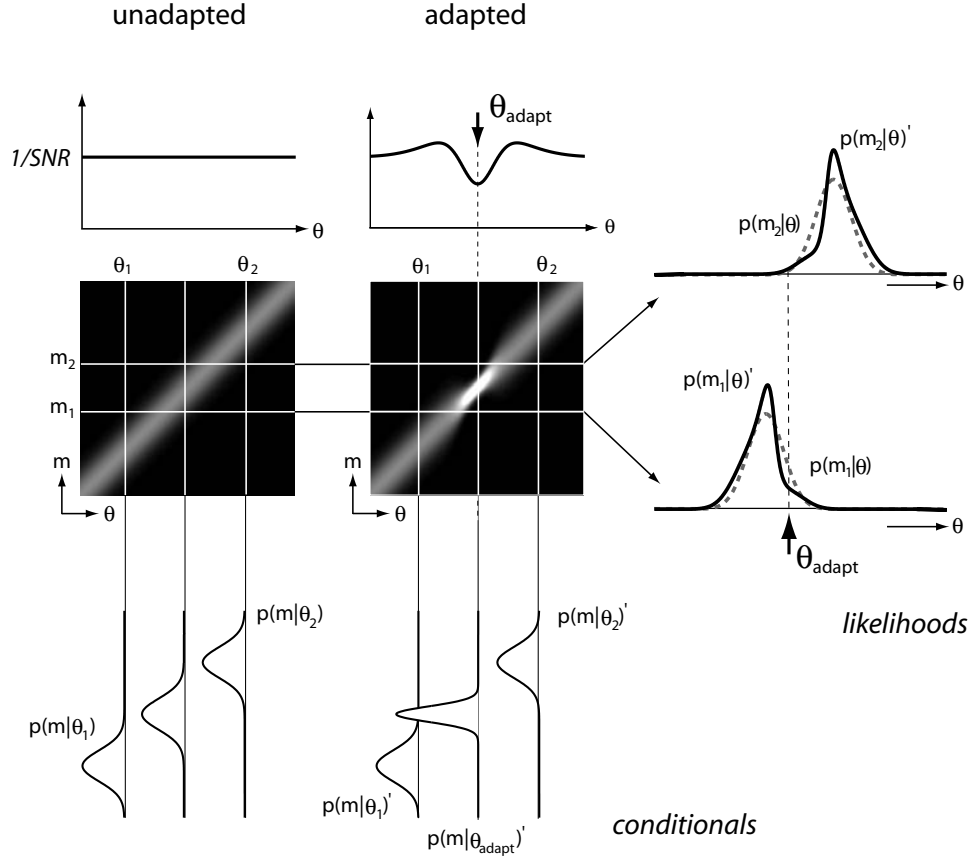 unadapted
adapted
1/SNR
θ
θadapt
θ
θ₁
θ₂
θ₁
θ₂
m₂
m₁
m
θ
m
θ
p(m₂|θ)'
p(m₂|θ)
θ
p(m₁|θ)'
p(m₁|θ)
θ
θadapt
likelihoods
p(m|θ₂)
p(m|θ₁)
p(m|θ₂)'
p(m|θ₁)'
p(m|θadapt)'
conditionals